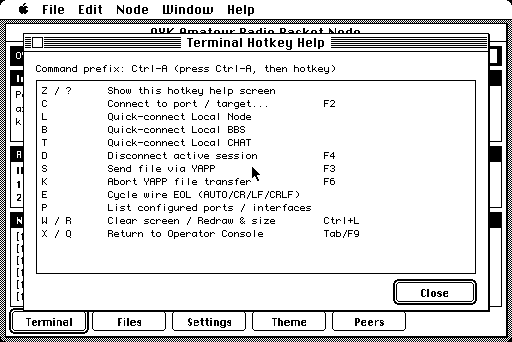 File Edit Node Window Help
Terminal Hotkey Help
Command prefix: Ctrl-A (press Ctrl-A, then hotkey)
Z / ? Show this hotkey help screen
C Connect to port / target... F2
L Quick-connect Local Node
B Quick-connect Local BBS
T Quick-connect Local CHAT
D Disconnect active session F4
S Send file via YAPP F3
K Abort YAPP file transfer F6
E Cycle wire EOL (AUTO/CR/LF/CRLF)
P List configured ports / interfaces
W / R Clear screen / Redraw & size Ctrl+L
X / Q Return to Operator Console Tab/F9
Close
Terminal Files Settings Theme Peers